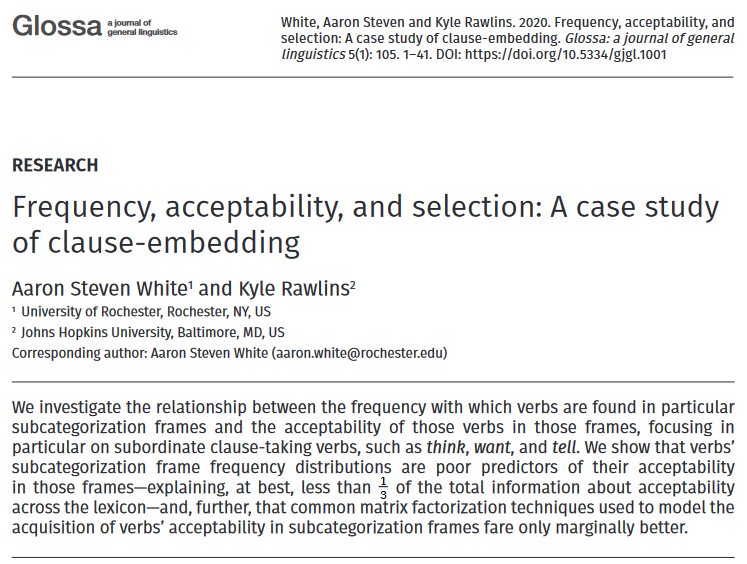 Glossa a journal of general linguistics
White, Aaron Steven and Kyle Rawlins. 2020. Frequency, acceptability, and
selection: A case study of clause-embedding. Glossa: a journal of general
linguistics 5(1): 105. 1–41. DOI: https://doi.org/10.5334/gjgl.1001
RESEARCH
Frequency, acceptability, and selection: A case study
of clause-embedding
Aaron Steven White¹ and Kyle Rawlins²
¹ University of Rochester, Rochester, NY, US
² Johns Hopkins University, Baltimore, MD, US
Corresponding author: Aaron Steven White (aaron.white@rochester.edu)
We investigate the relationship between the frequency with which verbs are found in particular
subcategorization frames and the acceptability of those verbs in those frames, focusing in
particular on subordinate clause-taking verbs, such as think, want, and tell. We show that verbs’
subcategorization frame frequency distributions are poor predictors of their acceptability
in those frames—explaining, at best, less than 1/3 of the total information about acceptability
across the lexicon—and, further, that common matrix factorization techniques used to model the
acquisition of verbs’ acceptability in subcategorization frames fare only marginally better.